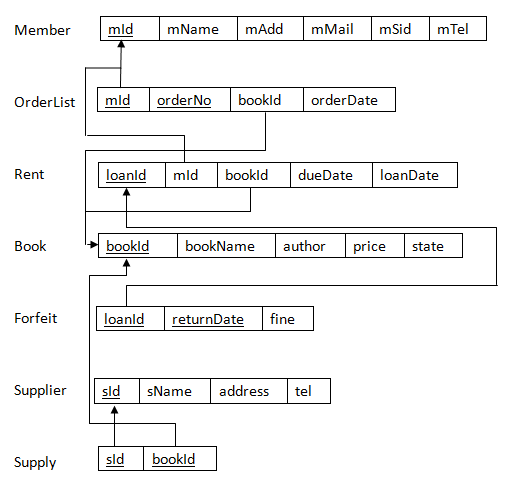 Member mId mName mAdd mMail mSid mTel
OrderList mId orderNo bookId orderDate
Rent loanId mId bookId dueDate loanDate
Book bookId bookName author price state
Forfeit loanId returnDate fine
Supplier sId sName address tel
Supply sId bookId